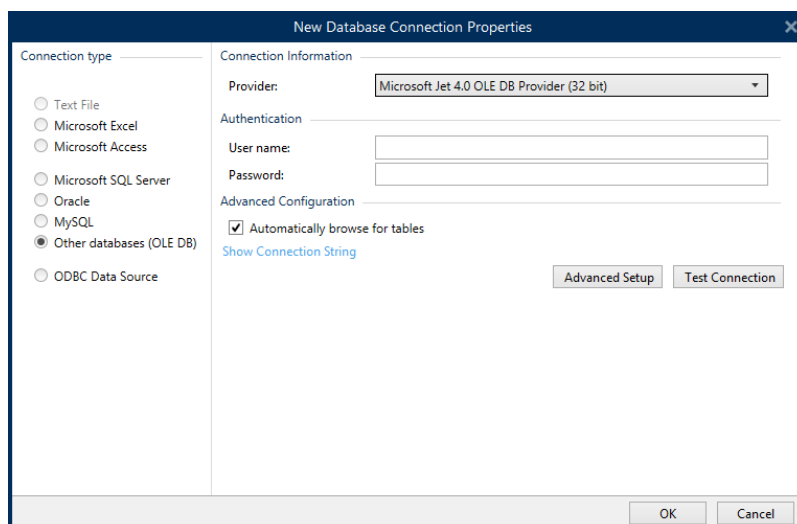 New Database Connection Properties
Connection type
Text File
Microsoft Excel
Microsoft Access
Microsoft SQL Server
Oracle
MySQL
Other databases (OLE DB)
ODBC Data Source
Connection Information
Provider: Microsoft Jet 4.0 OLE DB Provider (32 bit)
Authentication
User name:
Password:
Advanced Configuration
Automatically browse for tables
Show Connection String
Advanced Setup Test Connection
OK Cancel